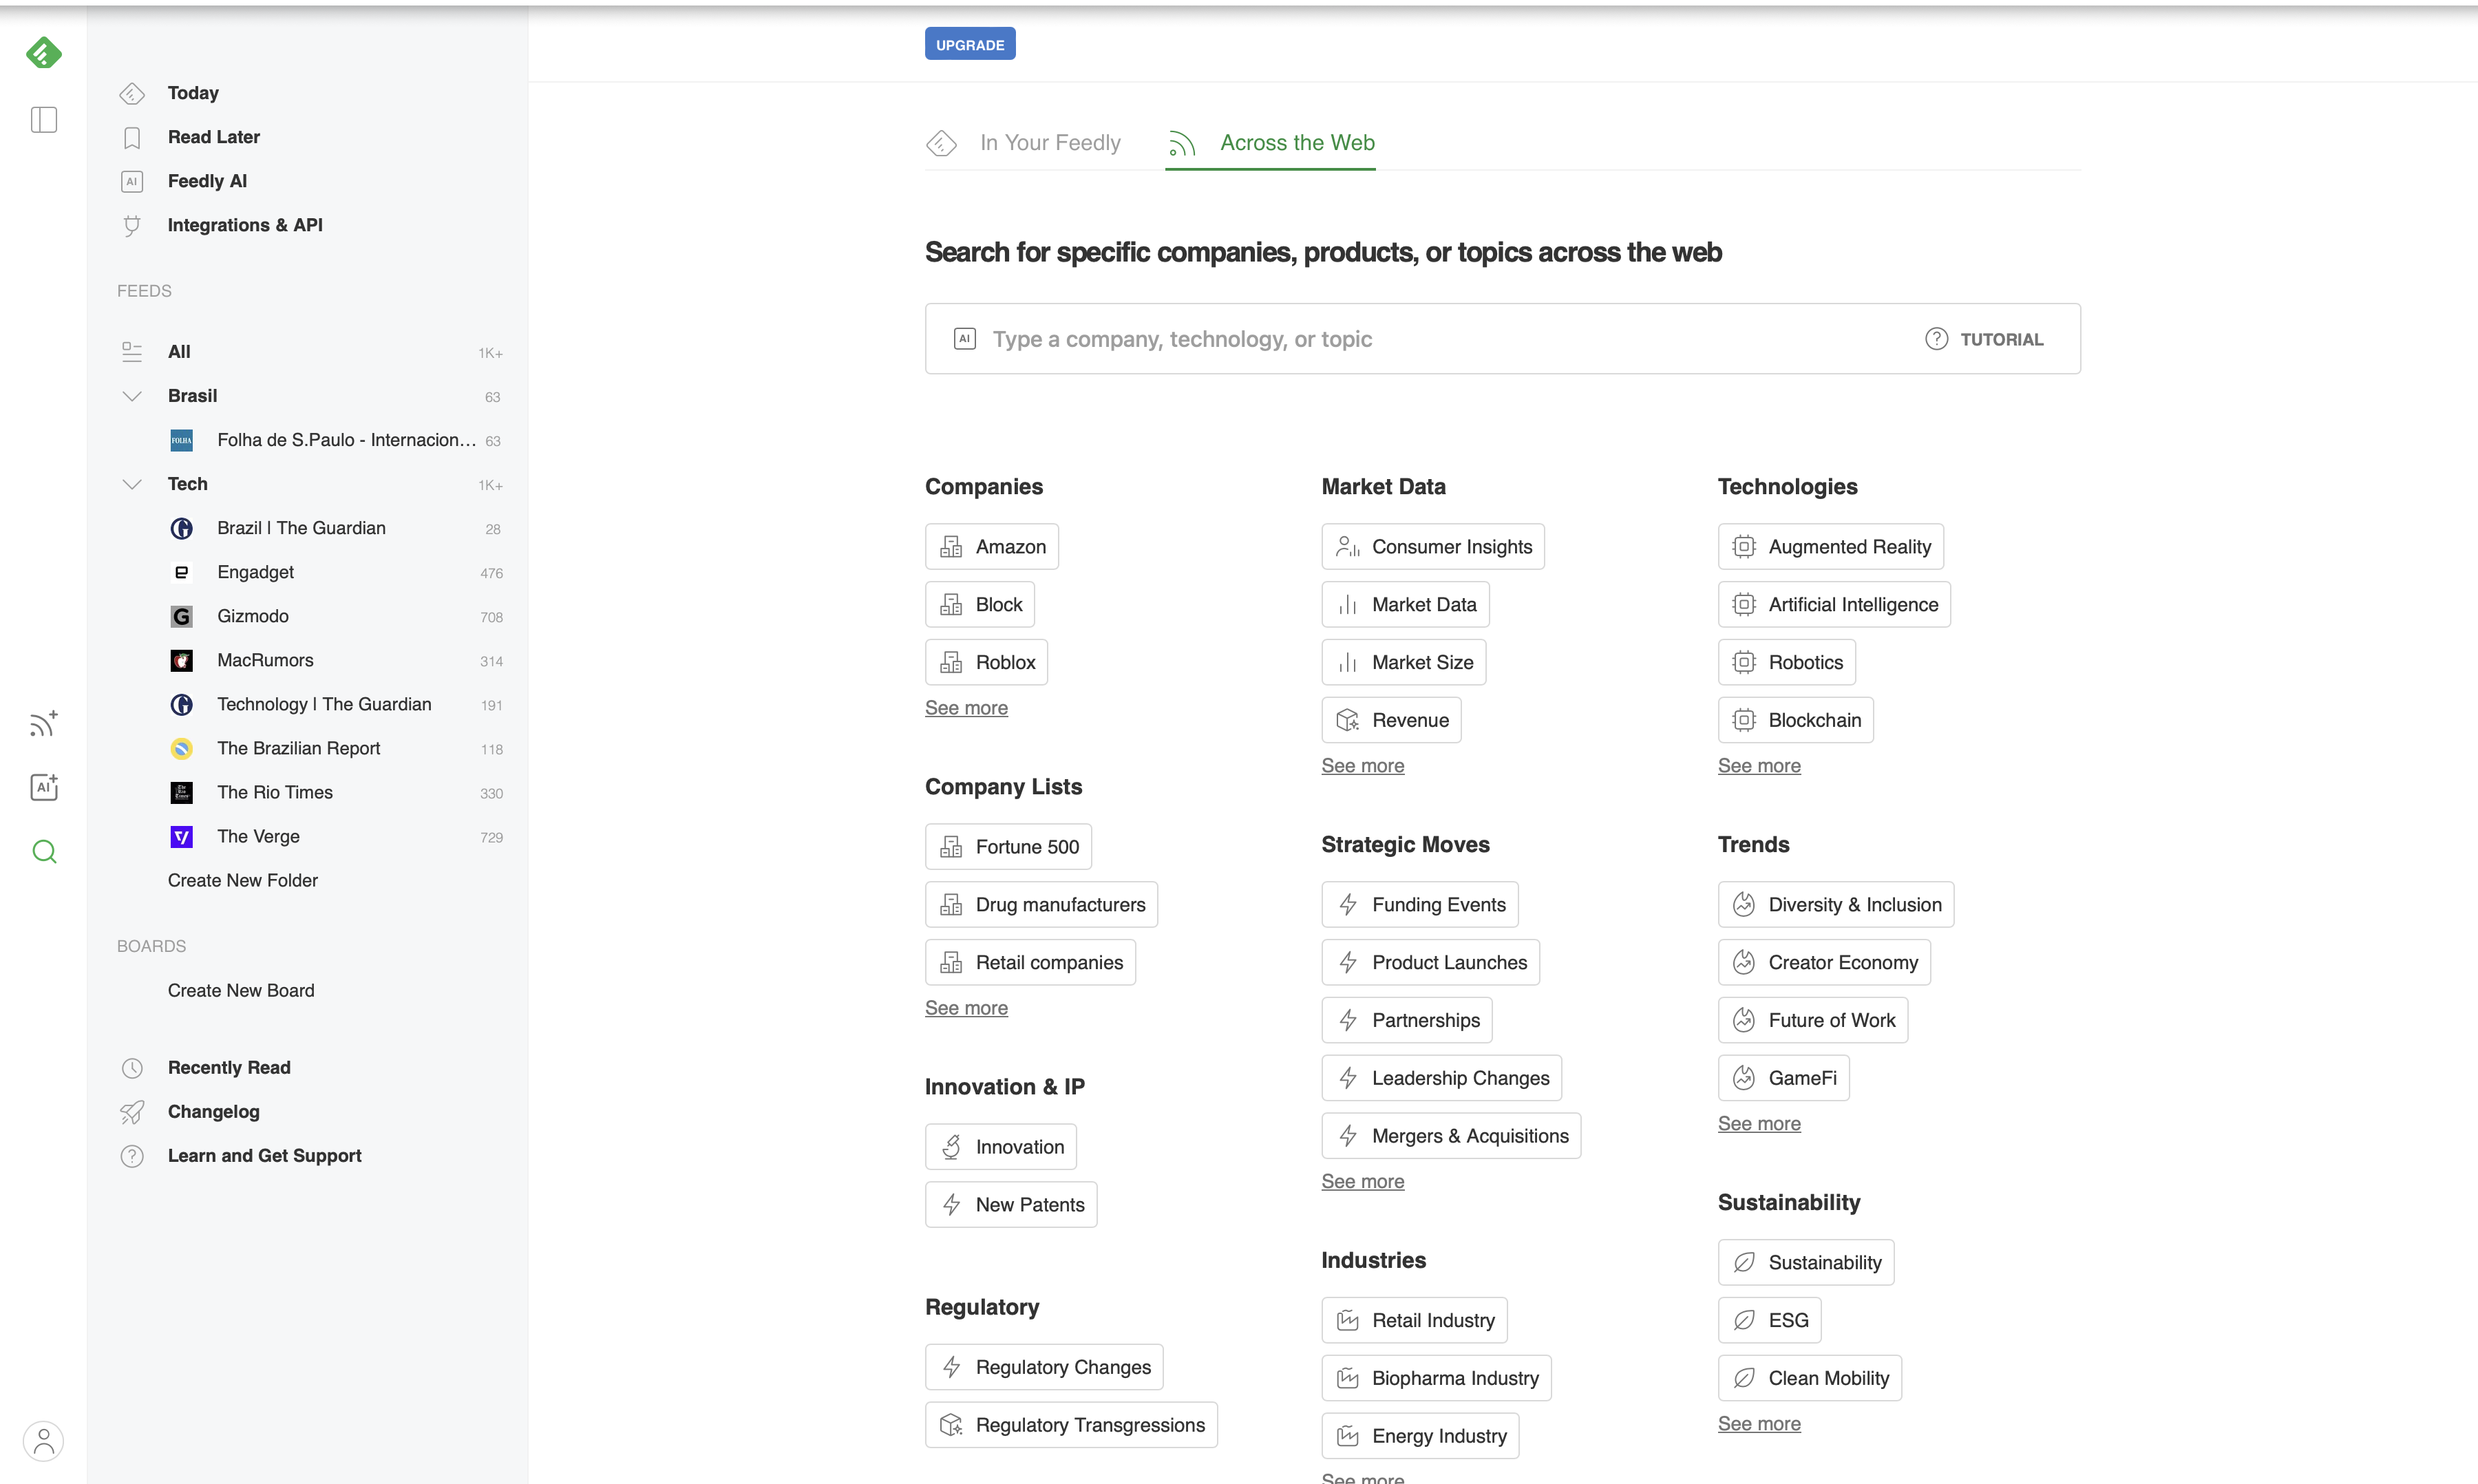 Today
Read Later
AI Feedly AI
Integrations & API
FEEDS
All 1K+
Brasil 63
FOLHA Folha de S.Paulo - Internacion... 63
Tech 1K+
Brazil | The Guardian 28
Engadget 476
G Gizmodo 708
MacRumors 314
Technology | The Guardian 191
The Brazilian Report 118
The Rio Times 330
The Verge 729
Create New Folder
BOARDS
Create New Board
Recently Read
Changelog
Learn and Get Support
AI
UPGRADE
In Your Feedly
Across the Web
Search for specific companies, products, or topics across the web
AI Type a company, technology, or topic
? TUTORIAL
Companies
Amazon
Block
Roblox
See more
Company Lists
Fortune 500
Drug manufacturers
Retail companies
See more
Innovation & IP
Innovation
New Patents
Regulatory
Regulatory Changes
Regulatory Transgressions
Market Data
Consumer Insights
Market Data
Market Size
Revenue
See more
Strategic Moves
Funding Events
Product Launches
Partnerships
Leadership Changes
Mergers & Acquisitions
See more
Industries
Retail Industry
Biopharma Industry
Energy Industry
See more
Technologies
Augmented Reality
Artificial Intelligence
Robotics
Blockchain
See more
Trends
Diversity & Inclusion
Creator Economy
Future of Work
GameFi
See more
Sustainability
Sustainability
ESG
Clean Mobility
See more